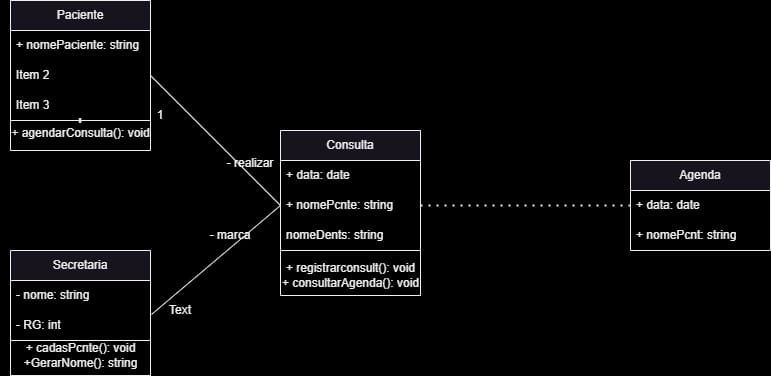 Paciente
+ nomePaciente: string
Item 2
Item 3
+ agendarConsulta(): void
1
- realizar
- marca
Text
Secretaria
- nome: string
- RG: int
+ cadasPcnte(): void
+GerarNome(): string
Consulta
+ data: date
+ nomePcnte: string
nomeDents: string
+ registrarconsult(): void
+ consultarAgenda(): void
Agenda
+ data: date
+ nomePcnt: string